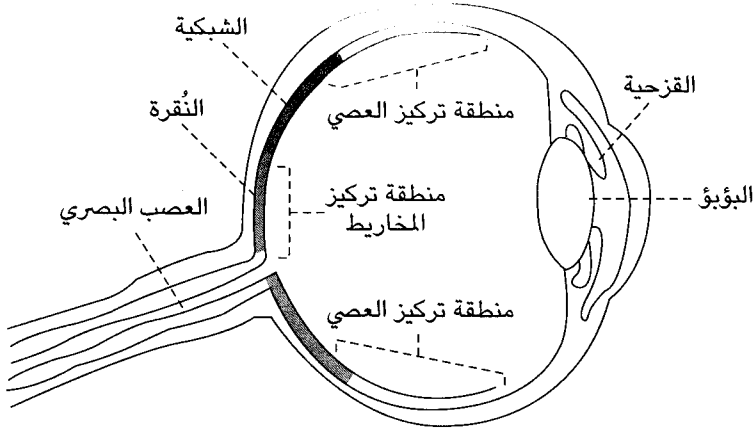 الشبكية
القزحية
منطقة تركيز العصي
النُقرة
منطقة تركيز
المخاريط
البؤبؤ
العصب البصري
منطقة تركيز العصي